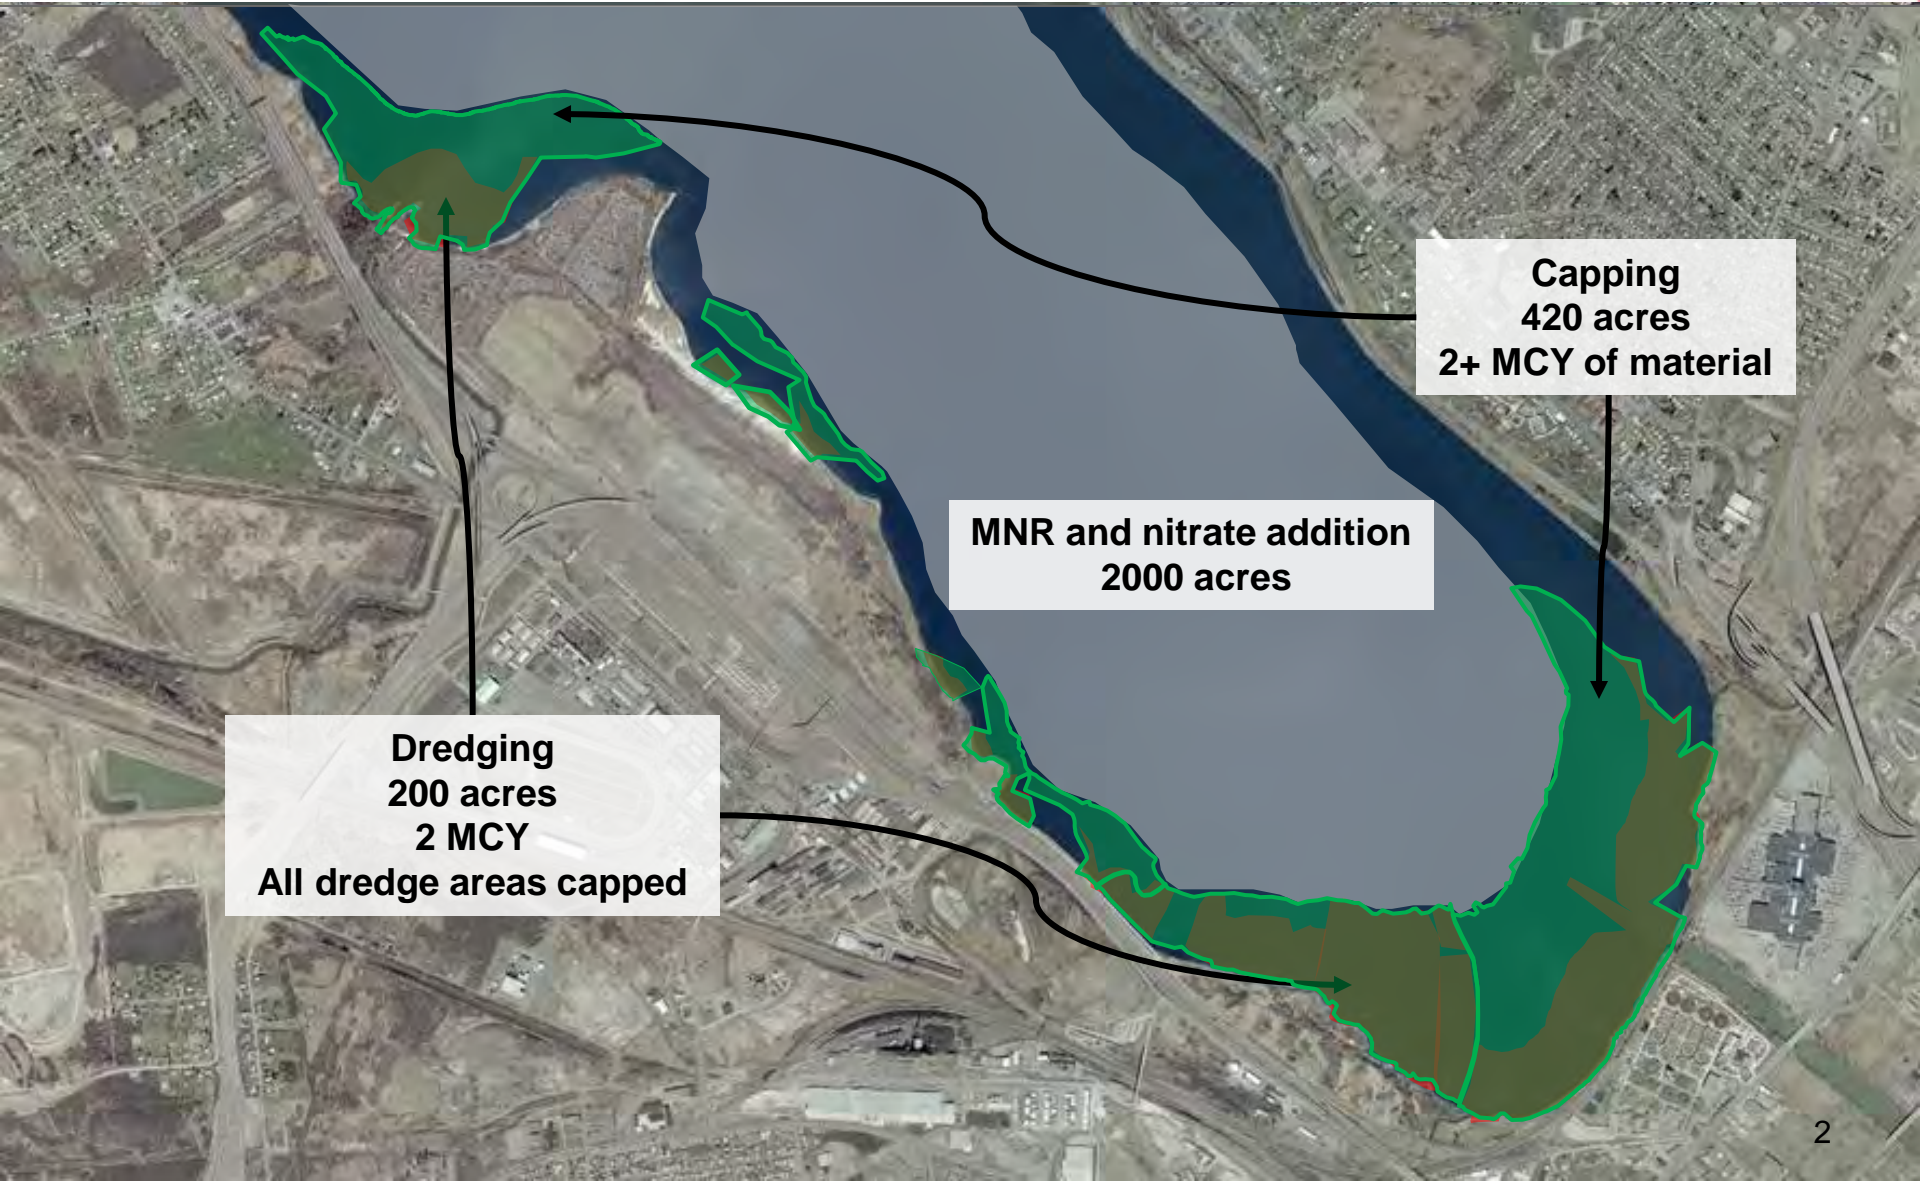 Capping
420 acres
2+ MCY of material
MNR and nitrate addition
2000 acres
Dredging
200 acres
2 MCY
All dredge areas capped
2